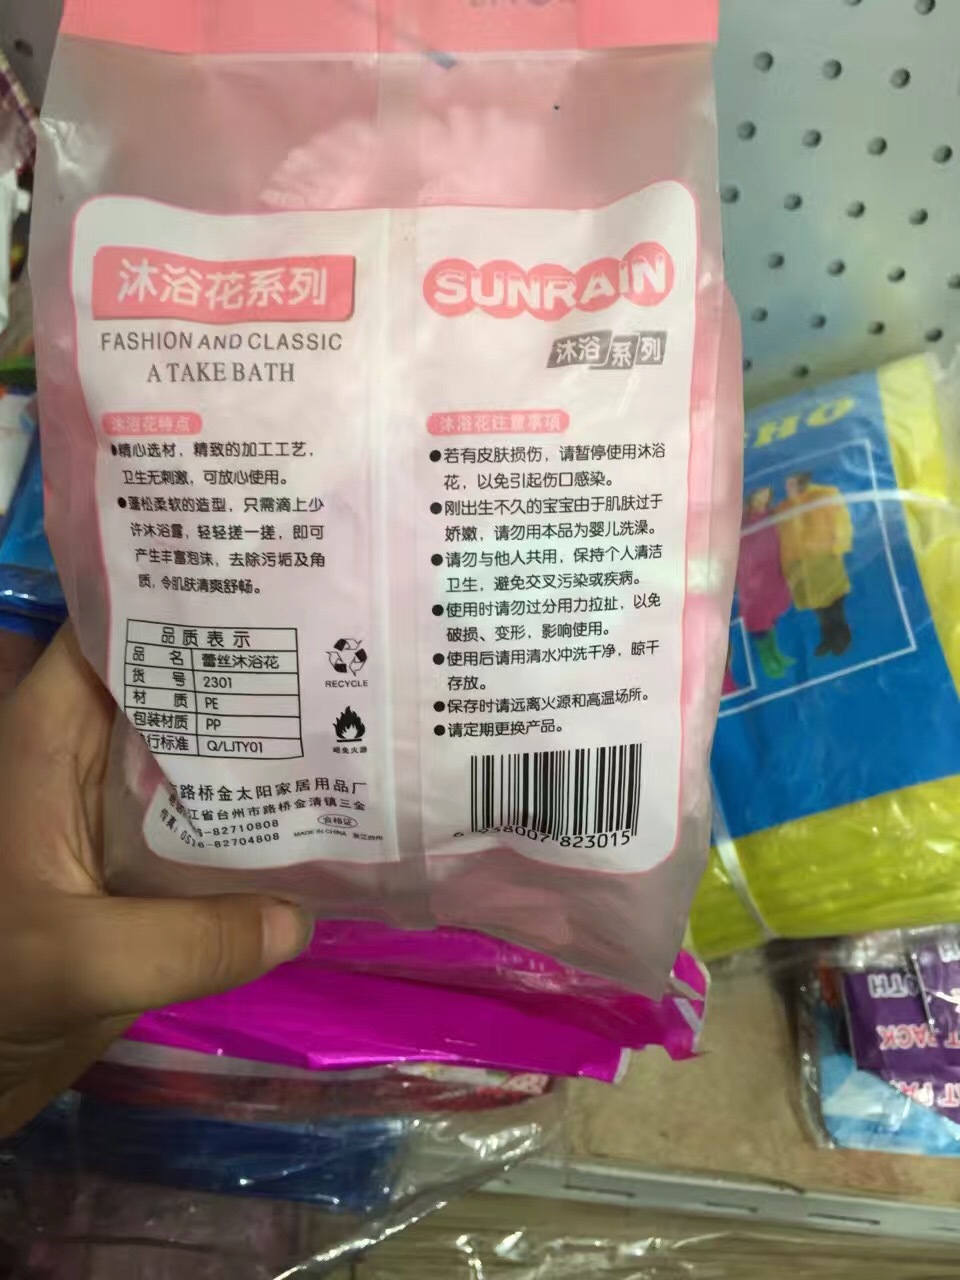 沐浴花系列
FASHION AND CLASSIC
A TAKE BATH
沐浴花特点
●精心选材，精致的加工工艺，
卫生无刺激，可放心使用。
●蓬松柔软的造型，只需滴上少
许沐浴露，轻轻搓一搓，即可
产生丰富泡沫，去除污垢及角
质，令肌肤清爽舒畅。
品质表示
品 名 蕾丝沐浴花
货 号 2301
材 质 PE
包装材质 PP
行标准 Q/LJTY01
RECYCLE
避免火源
路桥金太阳家居用品厂
江省台州市路桥金清镇三金
-82710808
-82704808
合格证
MADE IN CHINA 浙江台州
SUNRAIN
沐浴系列
沐浴花注意事項
●若有皮肤损伤，请暂停使用沐浴
花，以免引起伤口感染。
●刚出生不久的宝宝由于肌肤过于
娇嫩，请勿用本品为婴儿洗澡。
●请勿与他人共用，保持个人清洁
卫生，避免交叉污染或疾病。
●使用时请勿过分用力拉扯，以免
破损、变形，影响使用。
●使用后请用清水冲洗干净，晾干
存放。
●保存时请远离火源和高温场所。
●请定期更换产品。
6 958007 823015